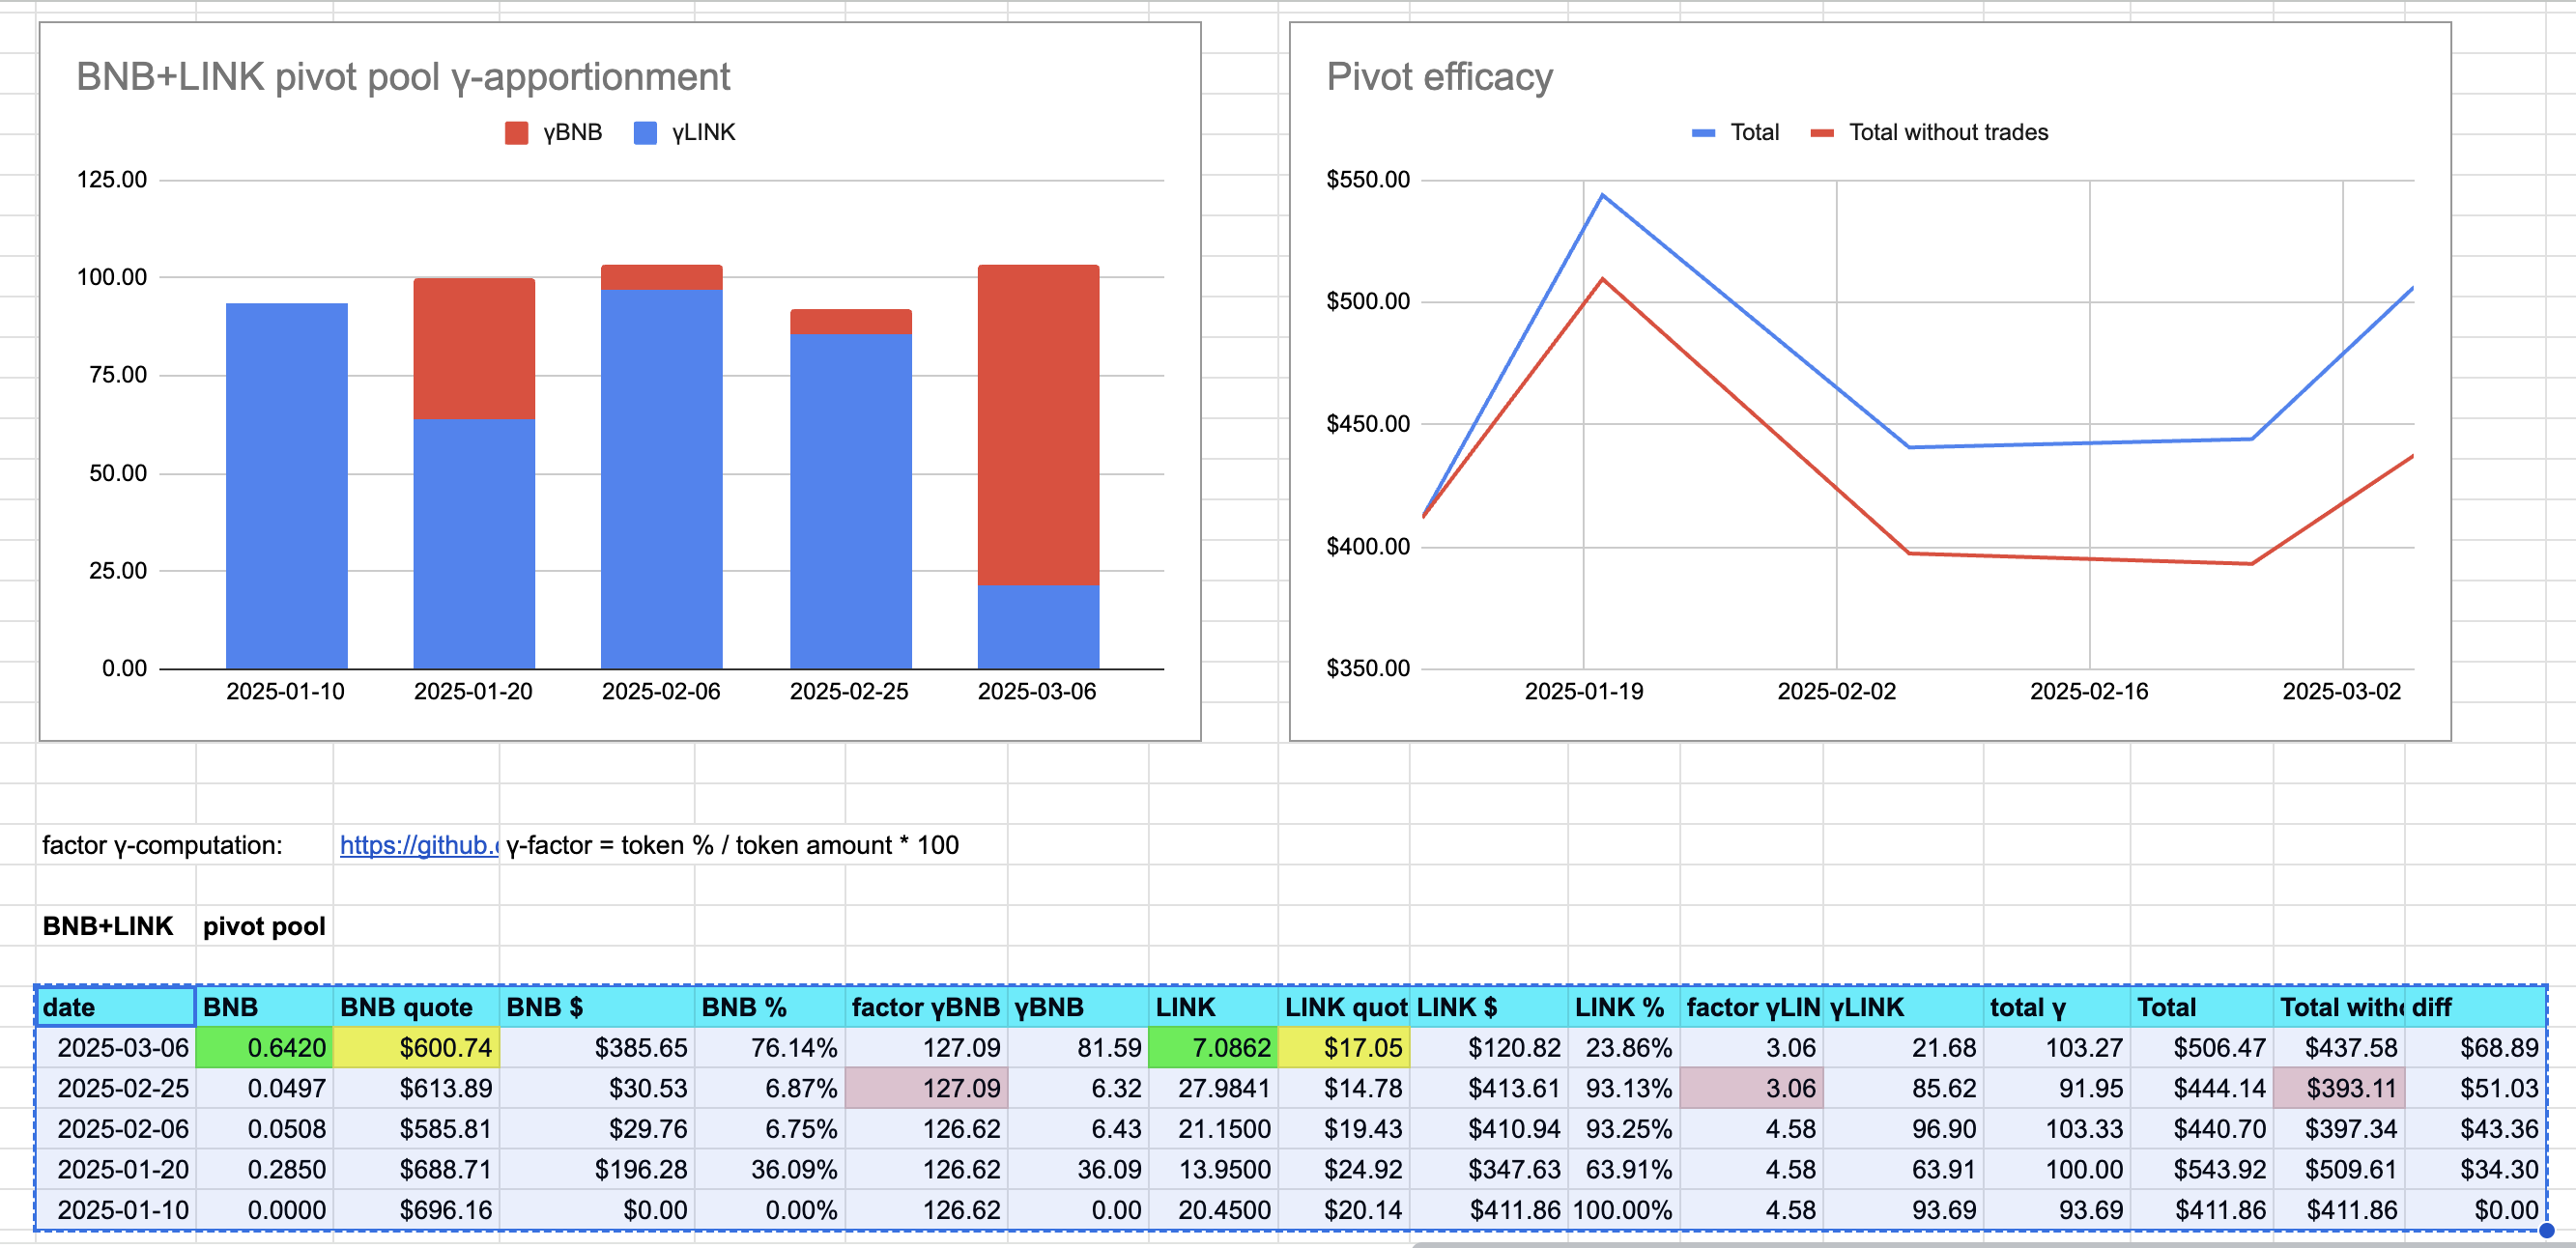 BNB+LINK pivot pool γ-apportionment
γBNB γLINK
125.00
100.00
75.00
50.00
25.00
0.00
2025-01-10 2025-01-20 2025-02-06 2025-02-25 2025-03-06
Pivot efficacy
Total Total without trades
$550.00
$500.00
$450.00
$400.00
$350.00
2025-01-19 2025-02-02 2025-02-16 2025-03-02
factor γ-computation: https://github. γ-factor = token % / token amount * 100
BNB+LINK pivot pool
date BNB BNB quote BNB $ BNB % factor γBNB γBNB LINK LINK quot LINK $ LINK % factor γLIN γLINK total γ Total Total with diff
2025-03-06 0.6420 $600.74 $385.65 76.14% 127.09 81.59 7.0862 $17.05 $120.82 23.86% 3.06 21.68 103.27 $506.47 $437.58 $68.89
2025-02-25 0.0497 $613.89 $30.53 6.87% 127.09 6.32 27.9841 $14.78 $413.61 93.13% 3.06 85.62 91.95 $444.14 $393.11 $51.03
2025-02-06 0.0508 $585.81 $29.76 6.75% 126.62 6.43 21.1500 $19.43 $410.94 93.25% 4.58 96.90 103.33 $440.70 $397.34 $43.36
2025-01-20 0.2850 $688.71 $196.28 36.09% 126.62 36.09 13.9500 $24.92 $347.63 63.91% 4.58 63.91 100.00 $543.92 $509.61 $34.30
2025-01-10 0.0000 $696.16 $0.00 0.00% 126.62 0.00 20.4500 $20.14 $411.86 100.00% 4.58 93.69 93.69 $411.86 $411.86 $0.00